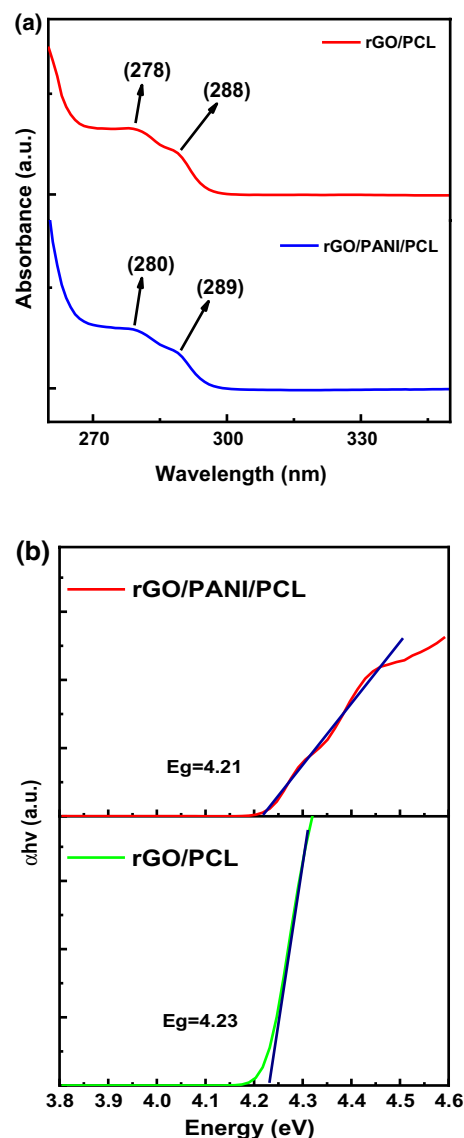 (a)
rGO/PCL
(278)
(288)
rGO/PANI/PCL
(280)
(289)
Absorbance (a.u.)
270 300 330
Wavelength (nm)
(b)
rGO/PANI/PCL
Eg=4.21
αhν (a.u.)
rGO/PCL
Eg=4.23
3.8 3.9 4.0 4.1 4.2 4.3 4.4 4.5 4.6
Energy (eV)